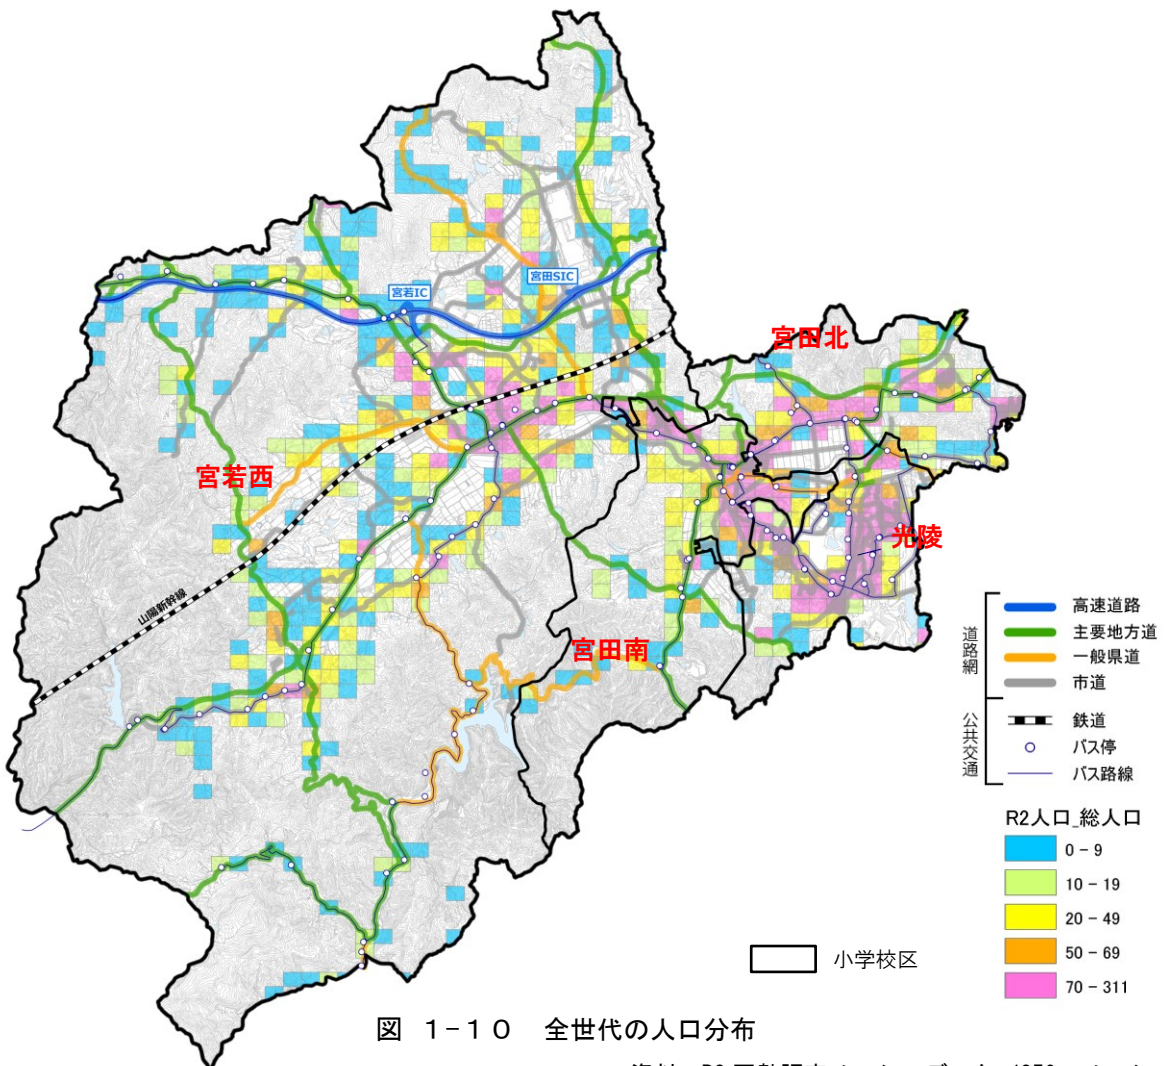 宮田SIC
宮若IC
宮田北
宮若西
光陵
山陽新幹線
宮田南
道路網
高速道路
主要地方道
一般県道
市道
公共交通
鉄道
バス停
バス路線
R2人口_総人口
0 - 9
10 - 19
20 - 49
50 - 69
70 - 311
小学校区
図 1-10 全世代の人口分布